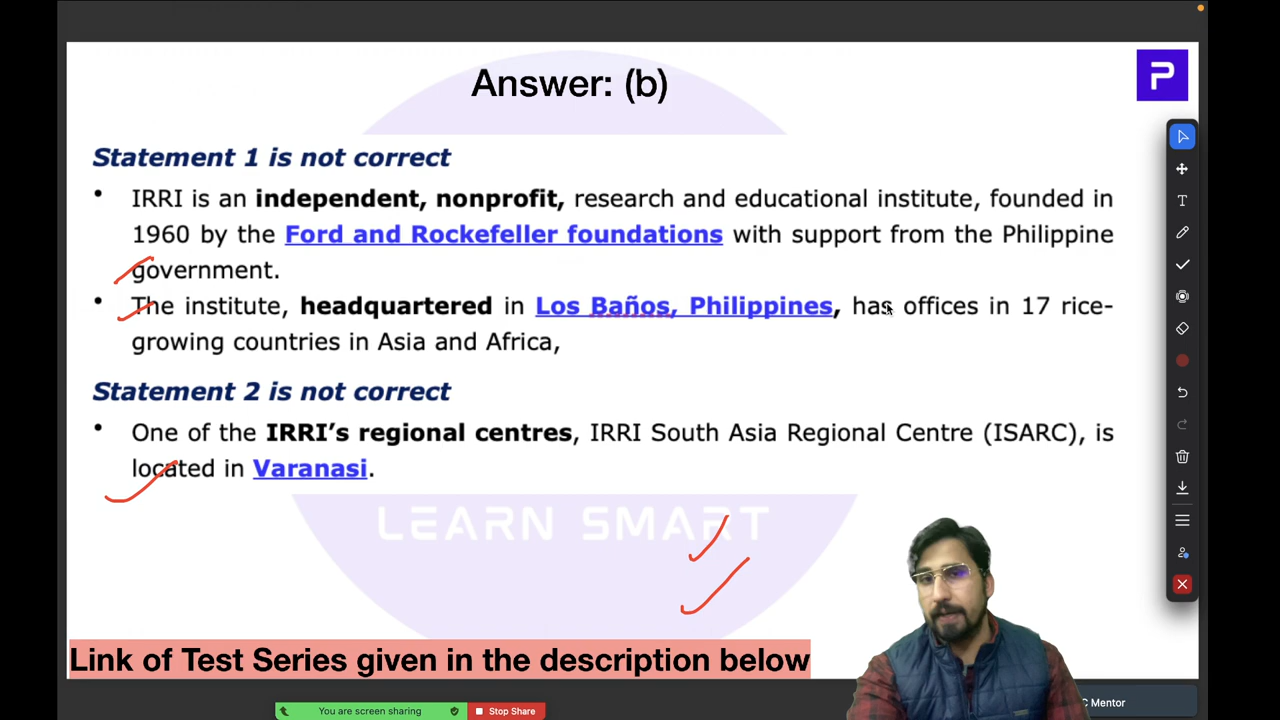 Answer: (b)
P
Statement 1 is not correct
• IRRI is an independent, nonprofit, research and educational institute, founded in
1960 by the Ford and Rockefeller foundations with support from the Philippine
government.
• The institute, headquartered in Los Baños, Philippines, has offices in 17 rice-
growing countries in Asia and Africa,
Statement 2 is not correct
• One of the IRRI’s regional centres, IRRI South Asia Regional Centre (ISARC), is
located in Varanasi.
LEARN SMART
Link of Test Series given in the description below
C Mentor
You are screen sharing
Stop Share